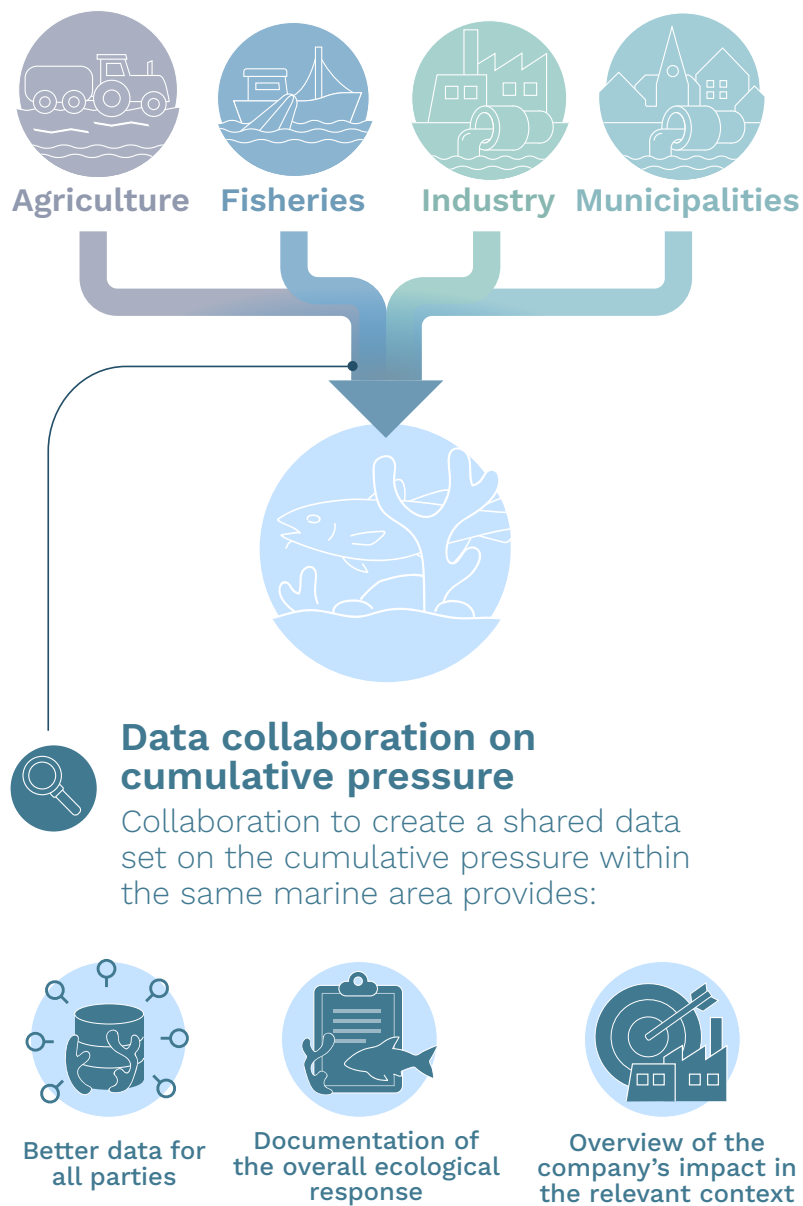 Agriculture
Fisheries
Industry
Municipalities
Data collaboration on
cumulative pressure
Collaboration to create a shared data
set on the cumulative pressure within
the same marine area provides:
Better data for
all parties
Documentation of
the overall ecological
response
Overview of the
company’s impact in
the relevant context